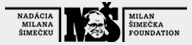 NADÁCIA
MILANA
ŠIMEČKU
MŠ
MILAN
ŠIMEČKA
FOUNDATION